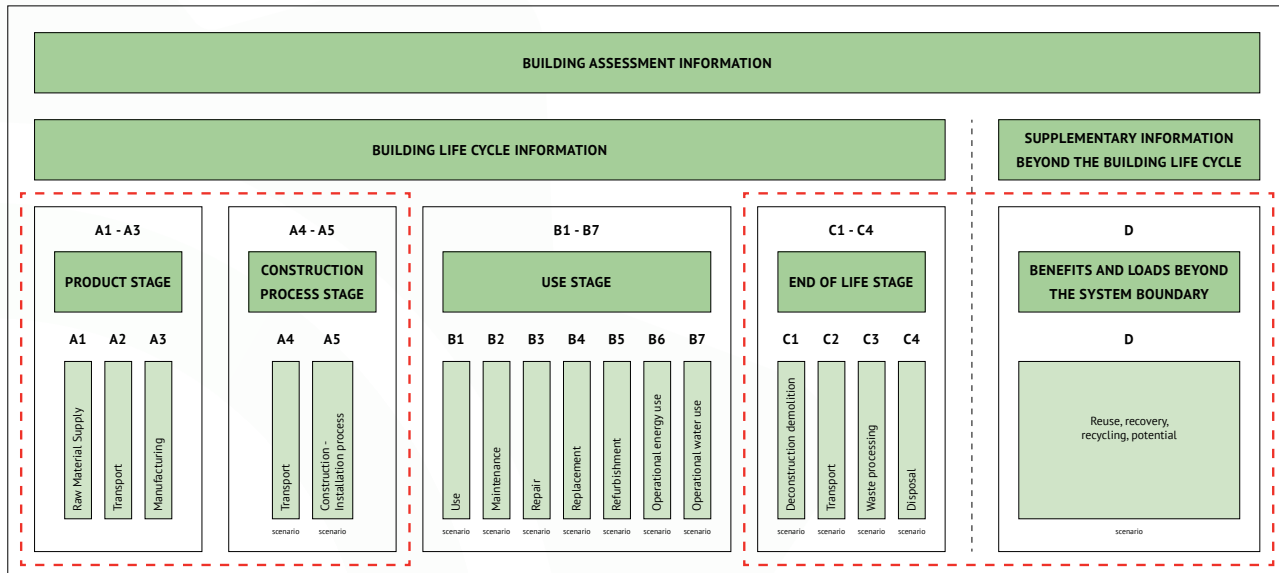 BUILDING ASSESSMENT INFORMATION
BUILDING LIFE CYCLE INFORMATION
SUPPLEMENTARY INFORMATION
BEYOND THE BUILDING LIFE CYCLE
A1 - A3
PRODUCT STAGE
A1
A2
A3
Raw Material Supply
Transport
Manufacturing
A4 - A5
CONSTRUCTION
PROCESS STAGE
A4
A5
Transport
Construction -
Installation process
scenario
scenario
B1 - B7
USE STAGE
B1
B2
B3
B4
B5
B6
B7
Use
Maintenance
Repair
Replacement
Refurbishment
Operational energy use
Operational water use
scenario
scenario
scenario
scenario
scenario
scenario
scenario
C1 - C4
END OF LIFE STAGE
C1
C2
C3
C4
Deconstruction demolition
Transport
Waste processing
Disposal
scenario
scenario
scenario
scenario
D
BENEFITS AND LOADS BEYOND
THE SYSTEM BOUNDARY
D
Reuse, recovery,
recycling, potential
scenario